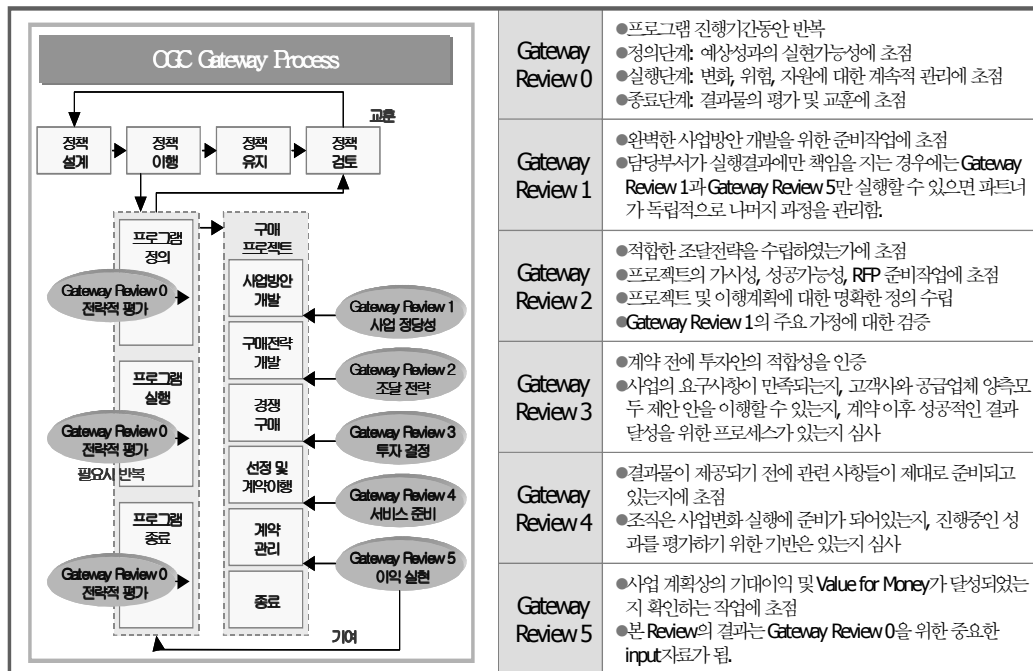 OGC Gateway Process
교훈
정책
설계
정책
이행
정책
유지
정책
검토
프로그램
정의
Gateway Review 0
전략적 평가
프로그램
실행
Gateway Review 0
전략적 평가
필요시 반복
프로그램
종료
Gateway Review 0
전략적 평가
구매
프로젝트
사업방안
개발
Gateway Review 1
사업 정당성
구매전략
개발
Gateway Review 2
조달 전략
경쟁
구매
Gateway Review 3
투자 결정
선정 및
계약이행
Gateway Review 4
서비스 준비
계약
관리
Gateway Review 5
이익 실현
종료
기여
Gateway
Review 0
●프로그램 진행기간동안 반복
●정의단계: 예상성과의 실현가능성에 초점
●실행단계: 변화, 위험, 자원에 대한 계속적 관리에 초점
●종료단계: 결과물의 평가 및 교훈에 초점
Gateway
Review 1
●완벽한 사업방안 개발을 위한 준비작업에 초점
●담당부서가 실행결과에만 책임을 지는 경우에는 Gateway
Review 1과 Gateway Review 5만 실행할 수 있으면 파트너
가 독립적으로 나머지 과정을 관리함.
Gateway
Review 2
●적합한 조달전략을 수립하였는가에 초점
●프로젝트의 가시성, 성공가능성, RFP 준비작업에 초점
●프로젝트 및 이행계획에 대한 명확한 정의 수립
●Gateway Review 1의 주요 가정에 대한 검증
Gateway
Review 3
●계약 전에 투자안의 적합성을 인증
●사업의 요구사항이 만족되는지, 고객사와 공급업체 양측모
두 제안 안을 이행할 수 있는지, 계약 이후 성공적인 결과
달성을 위한 프로세스가 있는지 심사
Gateway
Review 4
●결과물이 제공되기 전에 관련 사항들이 제대로 준비되고
있는지에 초점
●조직은 사업변화 실행에 준비가 되어있는지, 진행중인 성
과를 평가하기 위한 기반은 있는지 심사
Gateway
Review 5
●사업 계획상의 기대이익 및 Value for Money가 달성되었는
지 확인하는 작업에 초점
●본 Review의 결과는 Gateway Review 0을 위한 중요한
input자료가 됨.